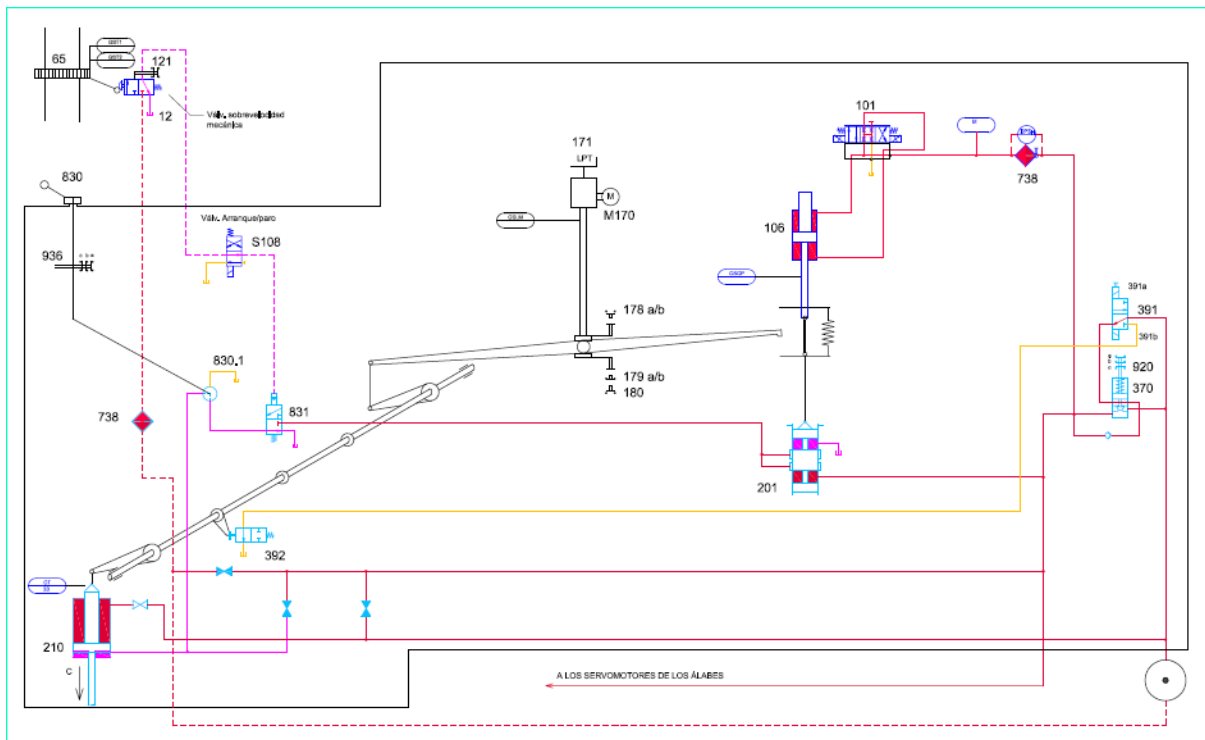 65
121
12
Válv. sobrevelocidad
mecánica
171
LPT
M
M170
101
M
738
830
Válv. Arranque/paro
S108
936
106
391a
391
391b
178 a/b
920
370
179 a/b
180
830.1
831
738
201
392
210
C
A LOS SERVOMOTORES DE LOS ÁLABES